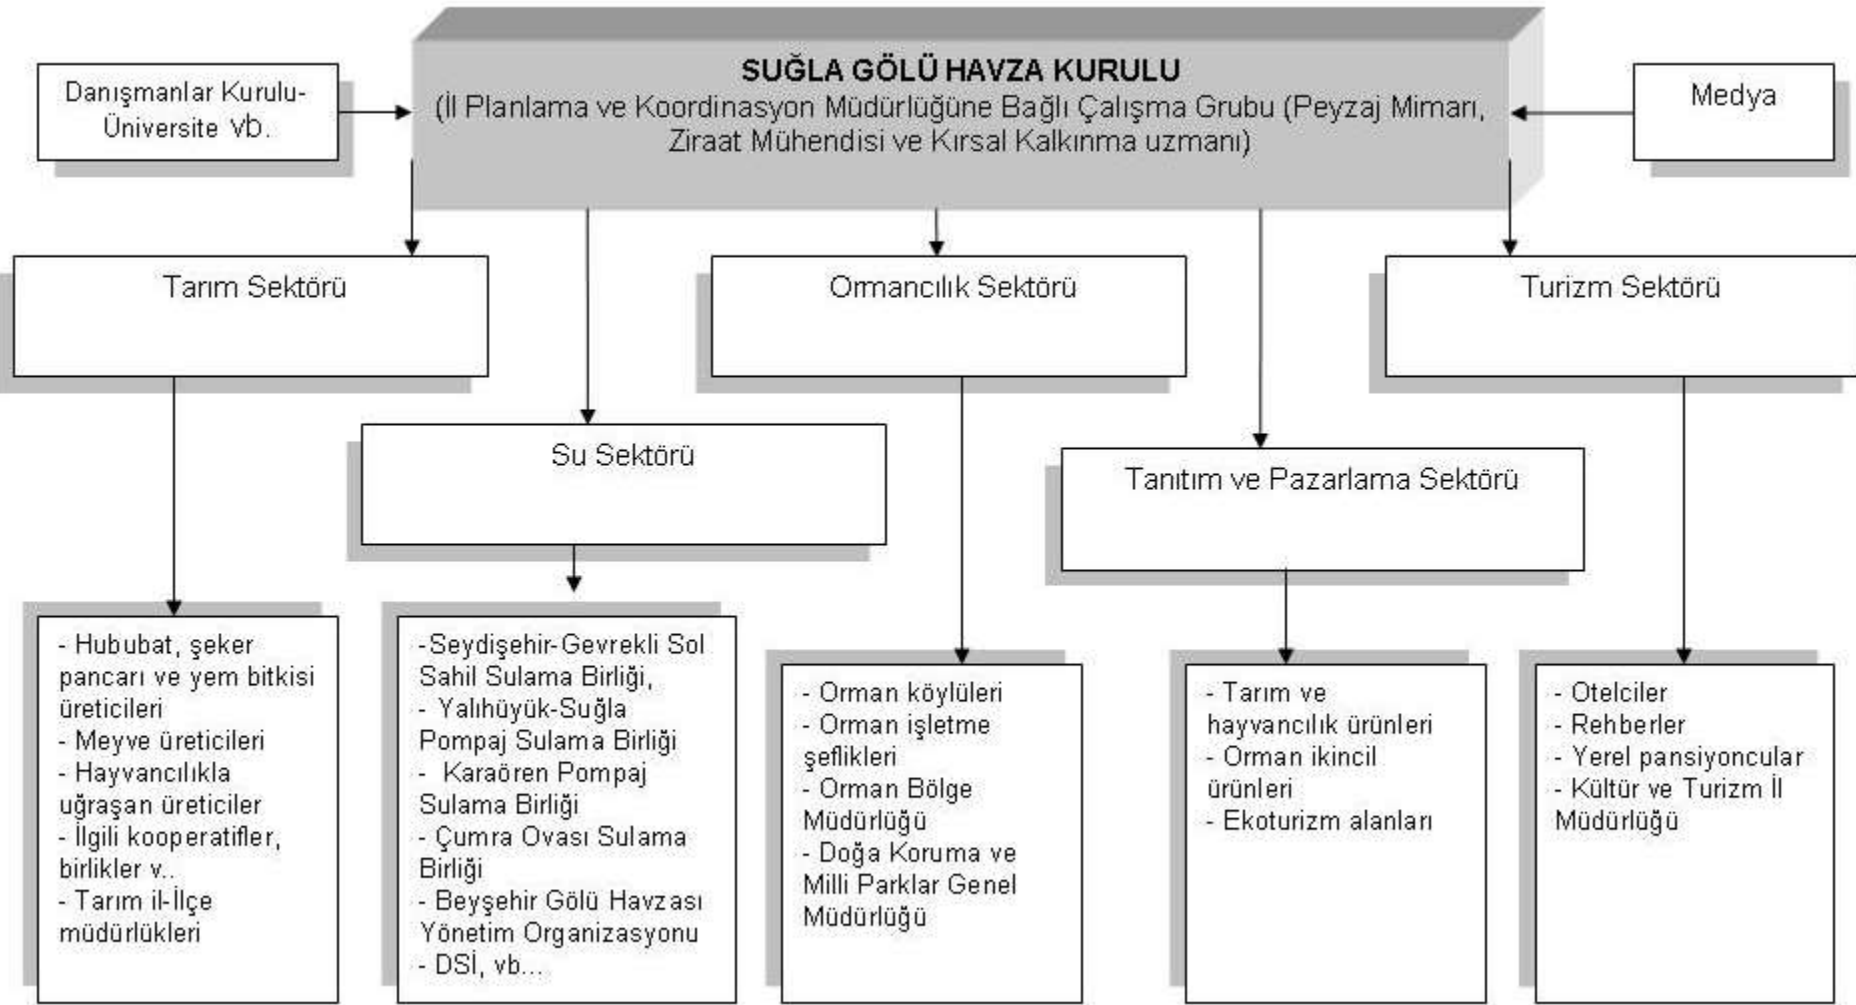 SUĞLA GÖLÜ HAVZA KURULU
(İl Planlama ve Koordinasyon Müdürlüğüne Bağlı Çalışma Grubu (Peyzaj Mimarı,
Ziraat Mühendisi ve Kırsal Kalkınma uzmanı)
Danışmanlar Kurulu-
Üniversite vb.
Medya
Tarım Sektörü
Ormancılık Sektörü
Turizm Sektörü
Su Sektörü
Tanıtım ve Pazarlama Sektörü
- Hububat, şeker
pancarı ve yem bitkisi
üreticileri
- Meyve üreticileri
- Hayvancılıkla
uğraşan üreticiler
- İlgili kooperatifler,
birlikler v..
- Tarım il-İlçe
müdürlükleri
-Seydişehir-Gevrekli Sol
Sahil Sulama Birliği,
- Yalıhüyük-Suğla
Pompaj Sulama Birliği
- Karaören Pompaj
Sulama Birliği
- Çumra Ovası Sulama
Birliği
- Beyşehir Gölü Havzası
Yönetim Organizasyonu
- DSİ, vb...
- Orman köylüleri
- Orman işletme
şeflikleri
- Orman Bölge
Müdürlüğü
- Doğa Koruma ve
Milli Parklar Genel
Müdürlüğü
- Tarım ve
hayvancılık ürünleri
- Orman ikincil
ürünleri
- Ekoturizm alanları
- Otelciler
- Rehberler
- Yerel pansiyoncular
- Kültür ve Turizm İl
Müdürlüğü